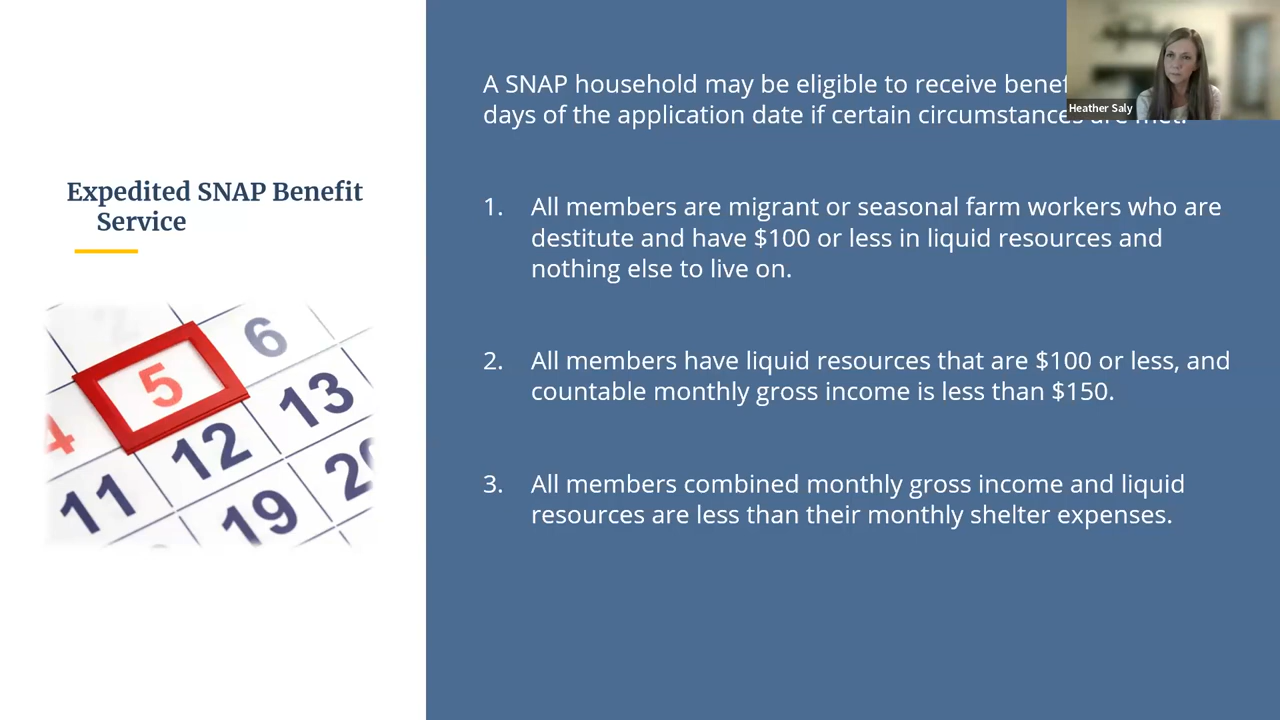 Expedited SNAP Benefit
Service
4
5
6
11
12
13
19
A SNAP household may be eligible to receive
days of the application date if certain circumstances are met.
Heather Saly
1. All members are migrant or seasonal farm workers who are
destitute and have $100 or less in liquid resources and
nothing else to live on.
2. All members have liquid resources that are $100 or less, and
countable monthly gross income is less than $150.
3. All members combined monthly gross income and liquid
resources are less than their monthly shelter expenses.